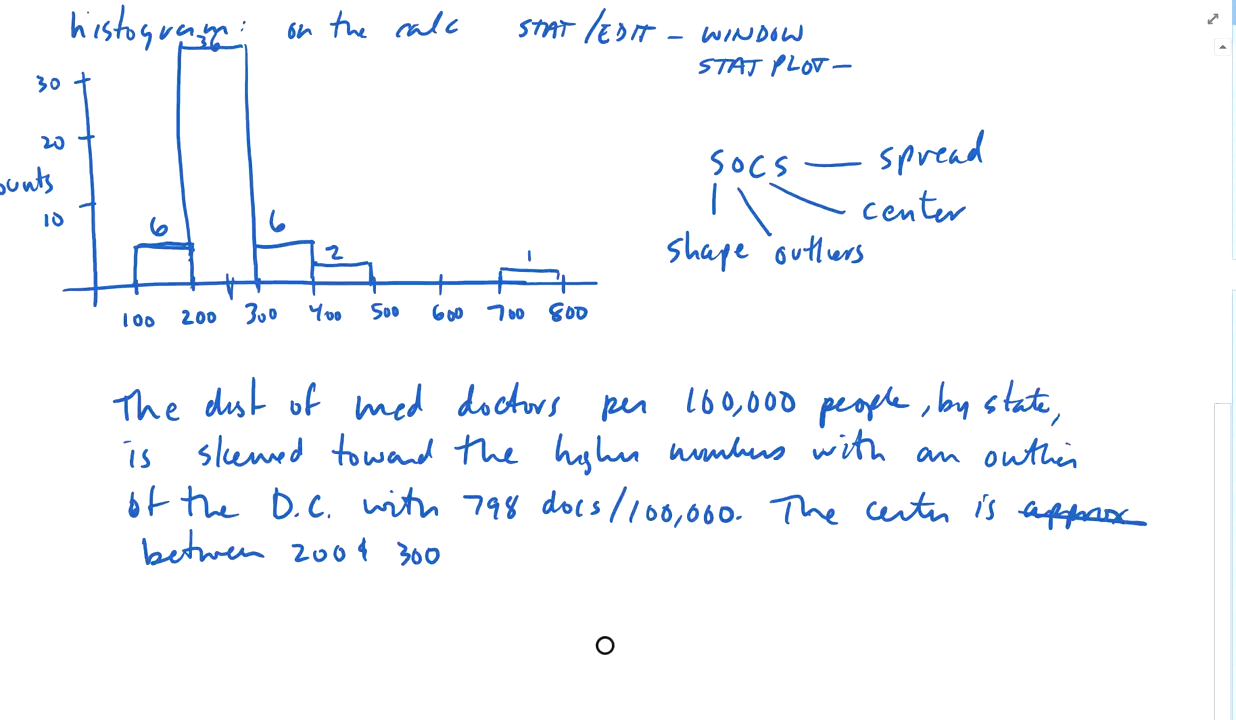 histogram: on the calc STAT/EDIT - WINDOW
STAT PLOT -
36
30
20
ounts
10
6
6
2
1
100 200 300 400 500 600 700 800
SOCS spread
center
shape outliers
The dist of med doctors per 100,000 people, by state,
is skewed toward the higher numbers with an outlier
of the D.C. with 798 docs/100,000. The center is approx
between 200 & 300